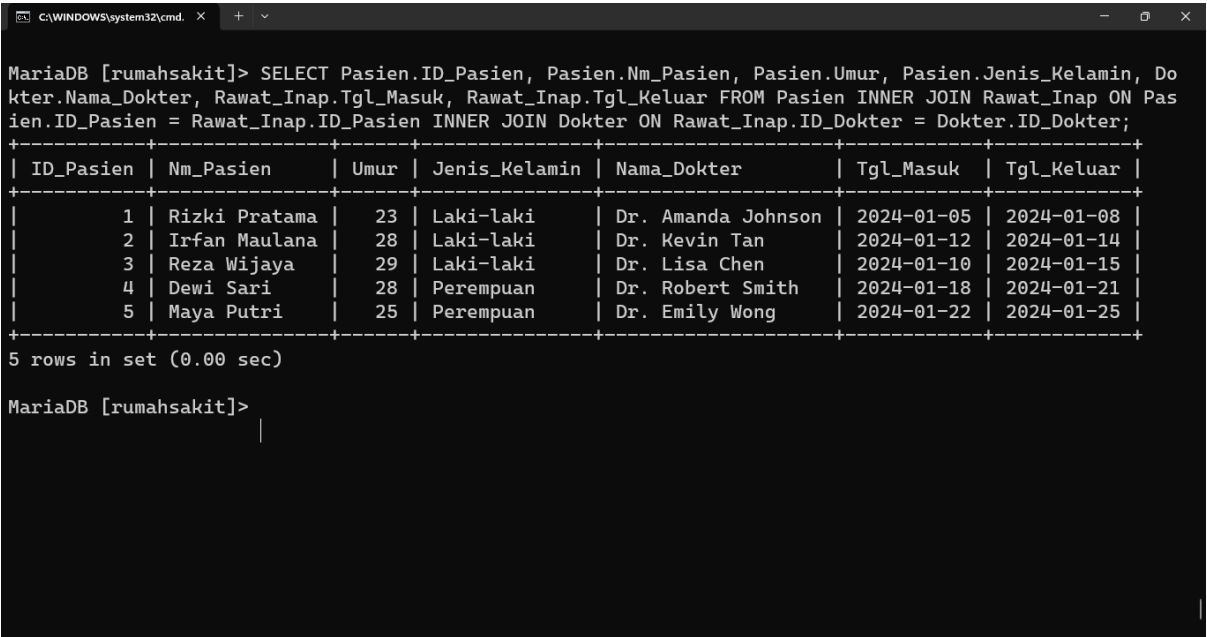 C:\WINDOWS\system32\cmd.
MariaDB [rumahsakit]> SELECT Pasien.ID_Pasien, Pasien.Nm_Pasien, Pasien.Umur, Pasien.Jenis_Kelamin, Do
kter.Nama_Dokter, Rawat_Inap.Tgl_Masuk, Rawat_Inap.Tgl_Keluar FROM Pasien INNER JOIN Rawat_Inap ON Pas
ien.ID_Pasien = Rawat_Inap.ID_Pasien INNER JOIN Dokter ON Rawat_Inap.ID_Dokter = Dokter.ID_Dokter;
+-----------+---------------+------+---------------+---------------------+------------+------------+
| ID_Pasien | Nm_Pasien     | Umur | Jenis_Kelamin | Nama_Dokter         | Tgl_Masuk  | Tgl_Keluar |
+-----------+---------------+------+---------------+---------------------+------------+------------+
|         1 | Rizki Pratama |   23 | Laki-laki     | Dr. Amanda Johnson  | 2024-01-05 | 2024-01-08 |
|         2 | Irfan Maulana |   28 | Laki-laki     | Dr. Kevin Tan       | 2024-01-12 | 2024-01-14 |
|         3 | Reza Wijaya   |   29 | Laki-laki     | Dr. Lisa Chen       | 2024-01-10 | 2024-01-15 |
|         4 | Dewi Sari     |   28 | Perempuan     | Dr. Robert Smith    | 2024-01-18 | 2024-01-21 |
|         5 | Maya Putri    |   25 | Perempuan     | Dr. Emily Wong      | 2024-01-22 | 2024-01-25 |
+-----------+---------------+------+---------------+---------------------+------------+------------+
5 rows in set (0.00 sec)
MariaDB [rumahsakit]>